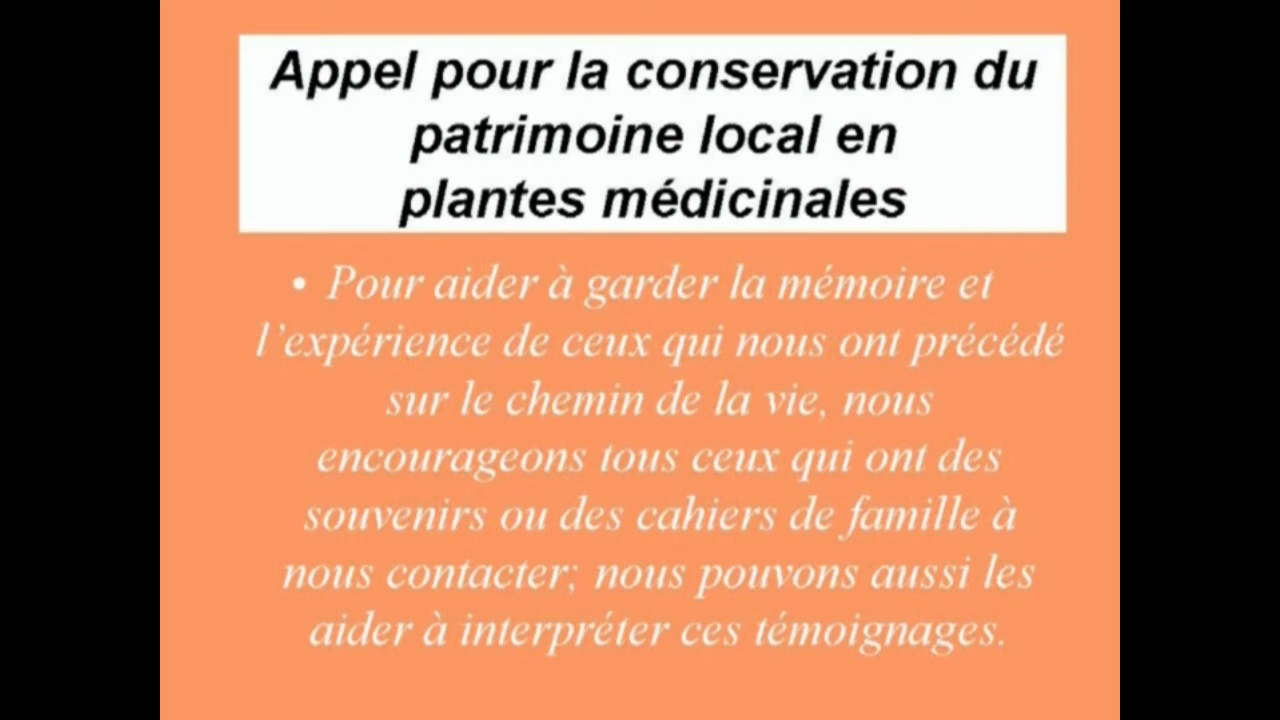 Appel pour la conservation du
patrimoine local en
plantes médicinales
• Pour aider à garder la mémoire et
l'expérience de ceux qui nous ont précédé
sur le chemin de la vie, nous
encourageons tous ceux qui ont des
souvenirs ou des cahiers de famille à
nous contacter; nous pouvons aussi les
aider à interpréter ces témoignages.